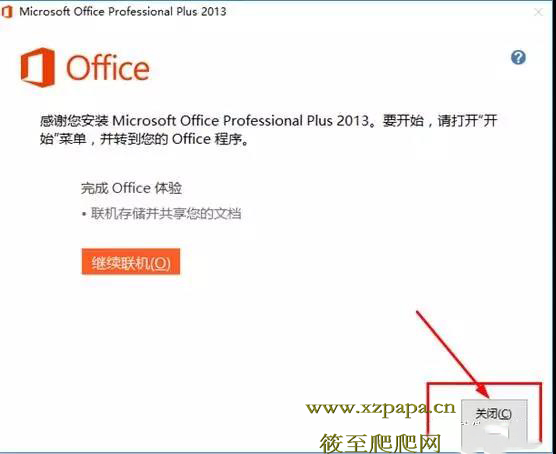 Microsoft Office Professional Plus 2013
Office
?
感谢您安装 Microsoft Office Professional Plus 2013。要开始，请打开“开
始”菜单，并转到您的 Office 程序。
完成 Office 体验
• 联机存储并共享您的文档
继续联机(O)
关闭(C)
www.xzpapa.cn
筱至爬爬网